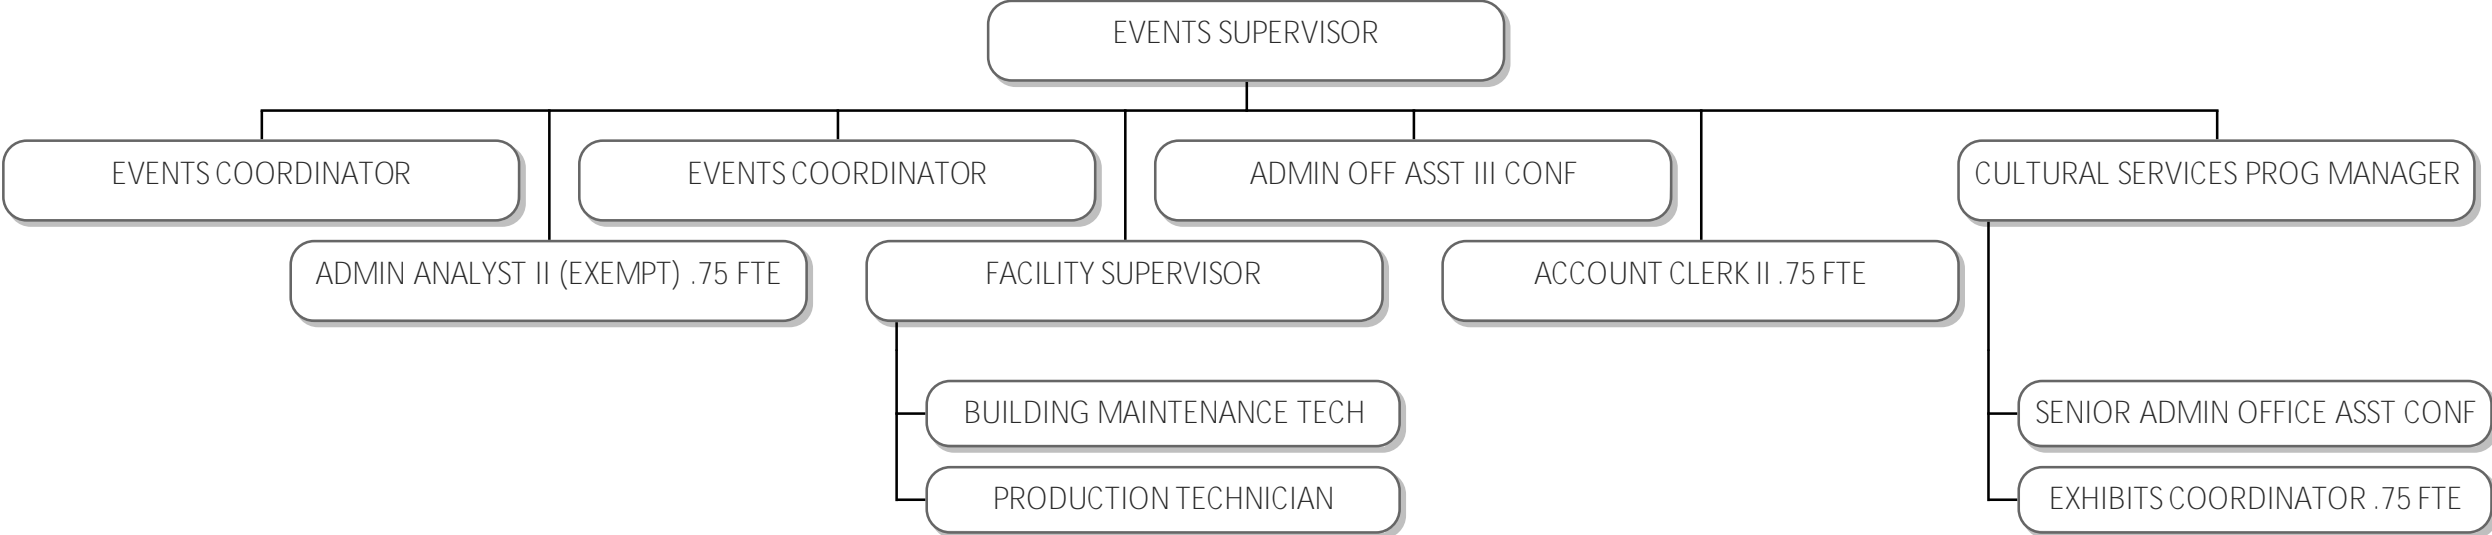 EVENTS SUPERVISOR
EVENTS COORDINATOR
EVENTS COORDINATOR
ADMIN OFF ASST III CONF
CULTURAL SERVICES PROG MANAGER
ADMIN ANALYST II (EXEMPT) .75 FTE
FACILITY SUPERVISOR
ACCOUNT CLERK II .75 FTE
BUILDING MAINTENANCE TECH
SENIOR ADMIN OFFICE ASST CONF
PRODUCTION TECHNICIAN
EXHIBITS COORDINATOR .75 FTE